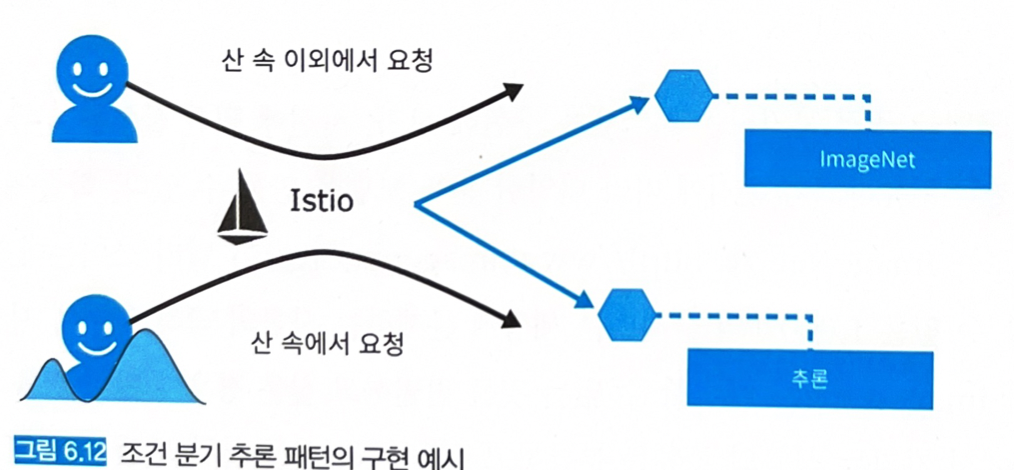 산 속 이외에서 요청
ImageNet
Istio
산 속에서 요청
추론
그림 6.12 조건 분기 추론 패턴의 구현 예시